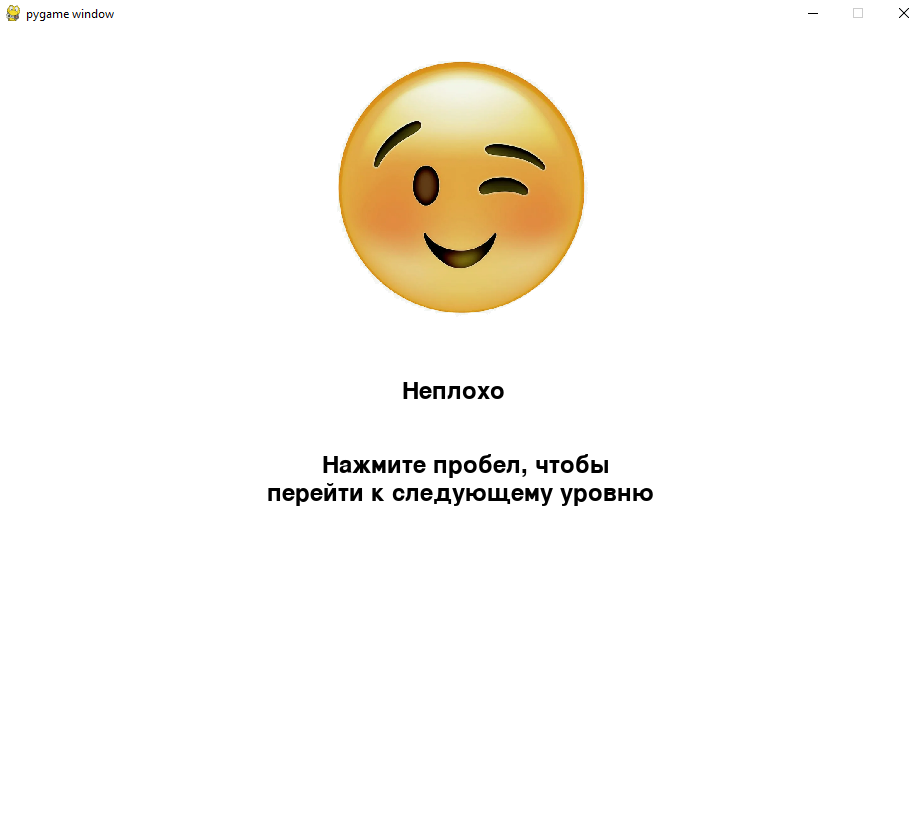 pygame window
Неплохо
Нажмите пробел, чтобы
перейти к следующему уровню